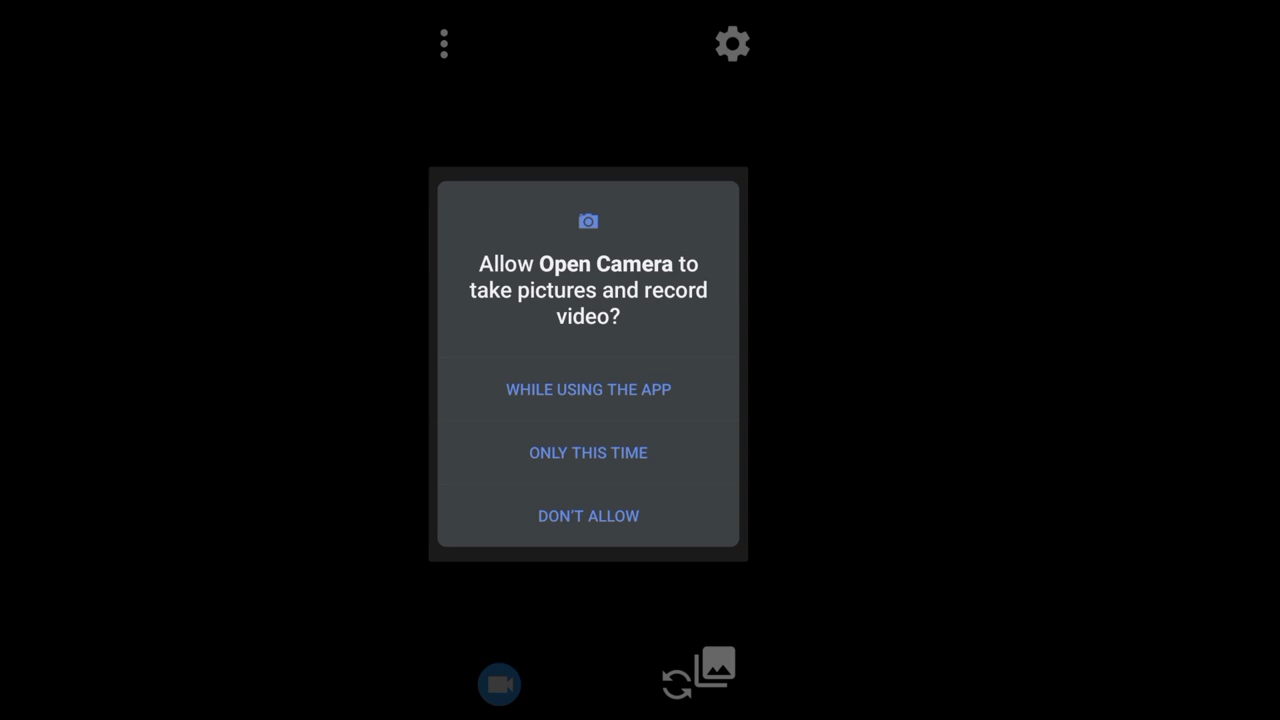 Allow Open Camera to
take pictures and record
video?
WHILE USING THE APP
ONLY THIS TIME
DON'T ALLOW